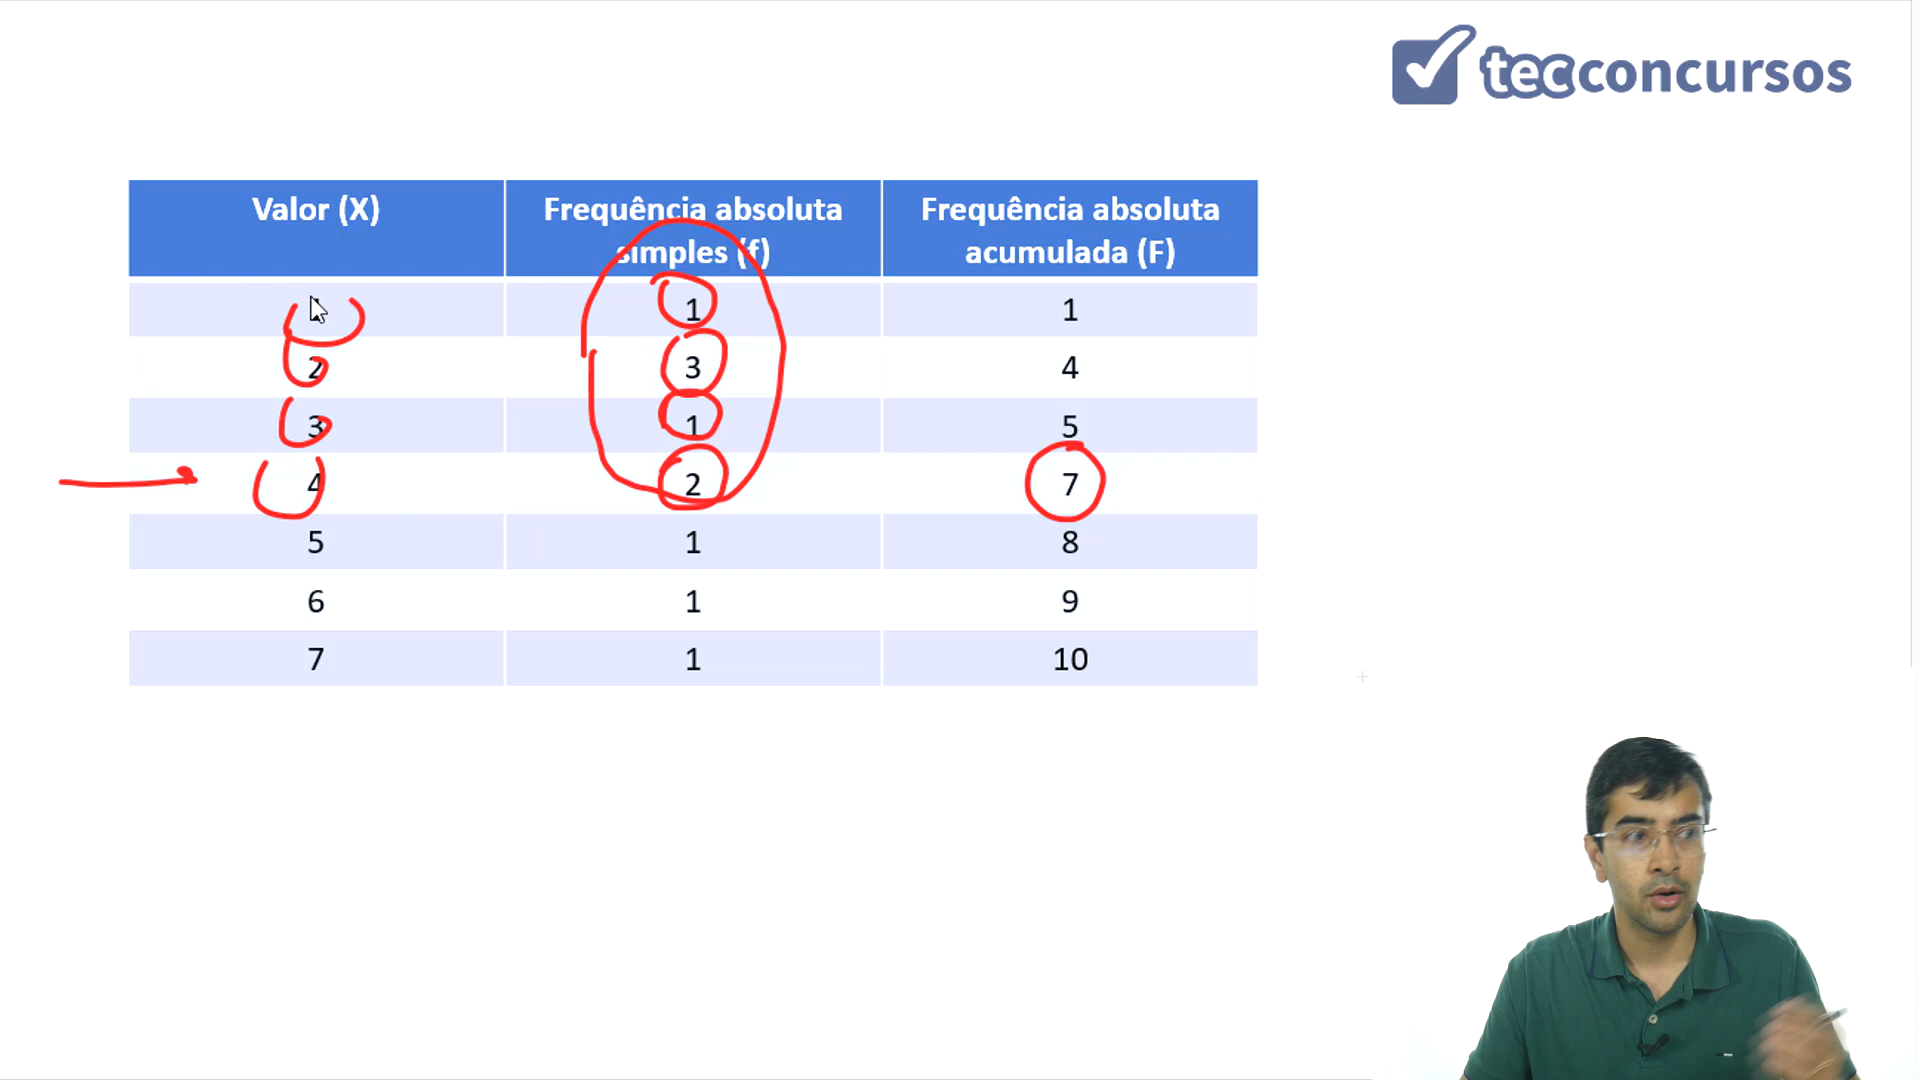 tecconcursos
Valor (X) Frequência absoluta simples (f) Frequência absoluta acumulada (F)
1 1
2 3 4
3 1 5
4 2 7
5 1 8
6 1 9
7 1 10